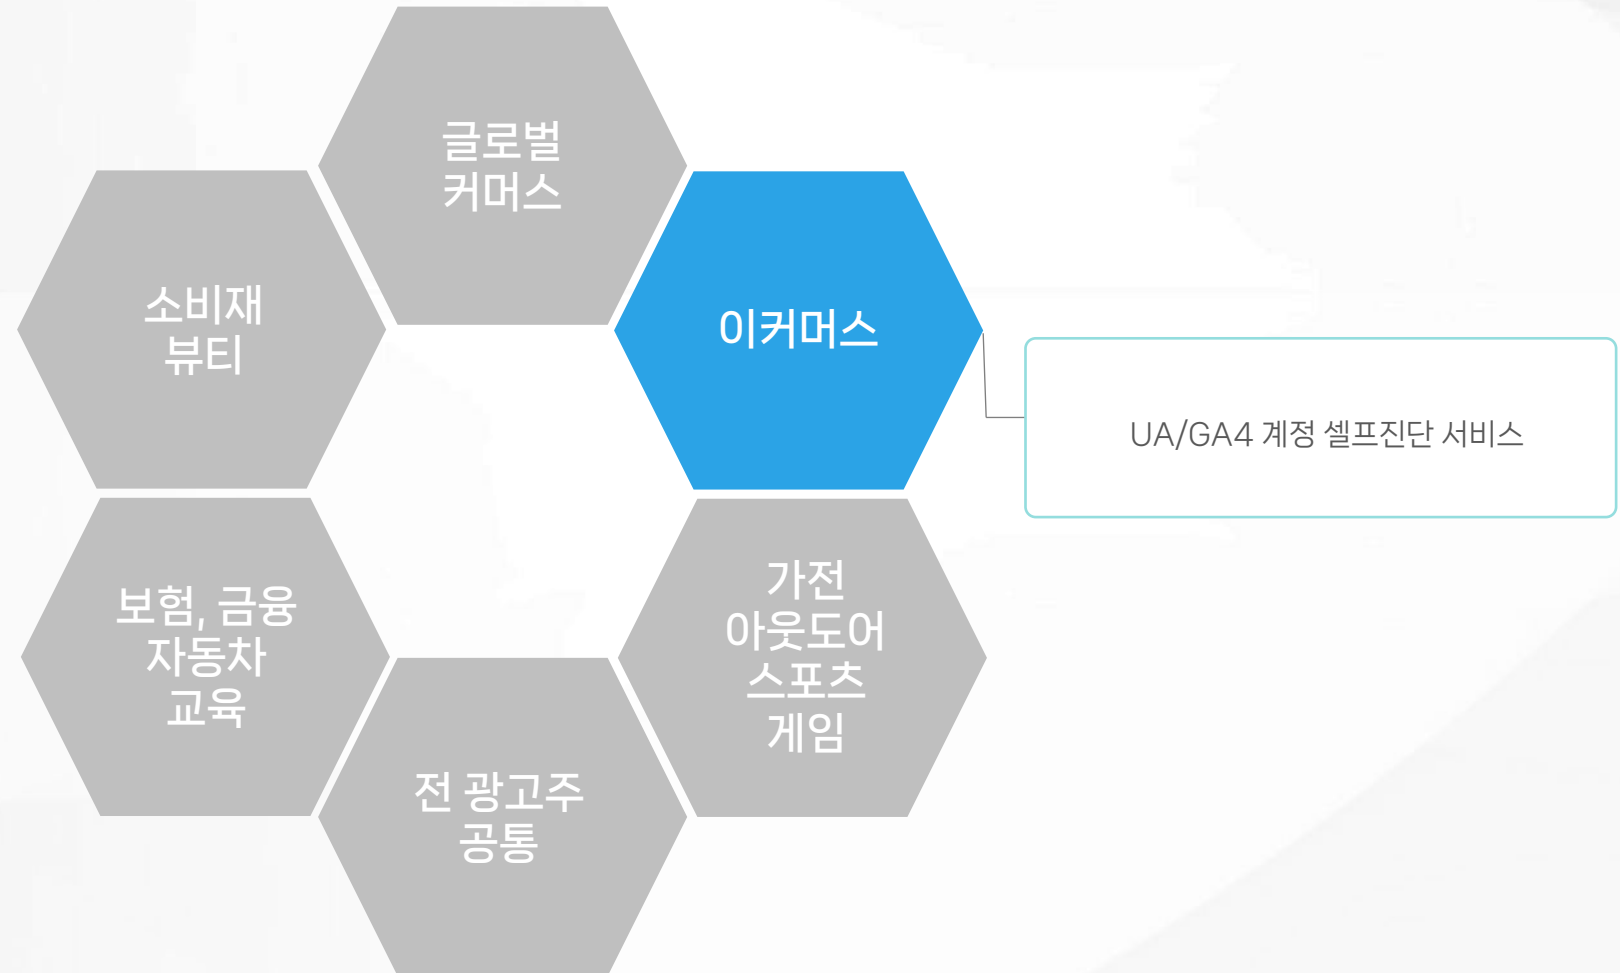 글로벌
커머스
소비재
뷰티
이커머스
UA/GA4 계정 셀프진단 서비스
보험, 금융
자동차
교육
가전
아웃도어
스포츠
게임
전 광고주
공통